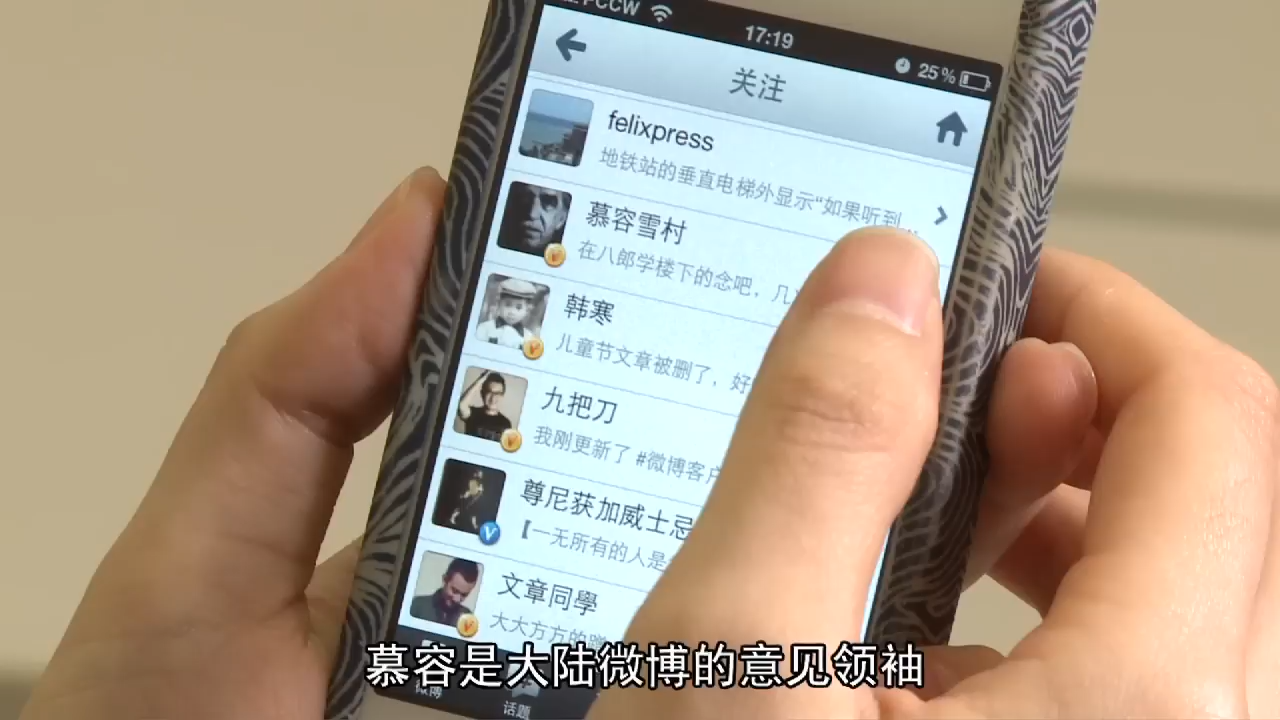 PCCW 17:19 25%
关注
felixpress
地铁站的垂直电梯外显示“如果听到...
慕容雪村
在八郎学楼下的念吧，几
韩寒
儿童节文章被删了，好
九把刀
我刚更新了 #微博客户
尊尼获加威士忌
【一无所有的人是
文章同學
大大方方的
慕容是大陆微博的意见领袖
微博
话题